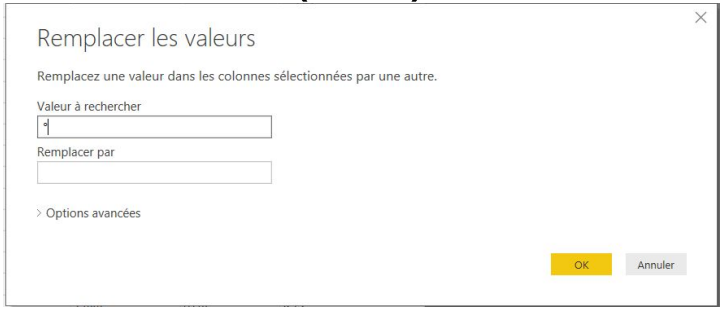 Remplacer les valeurs
Remplacez une valeur dans les colonnes sélectionnées par une autre.
Valeur à rechercher
°
Remplacer par
> Options avancées
OK Annuler